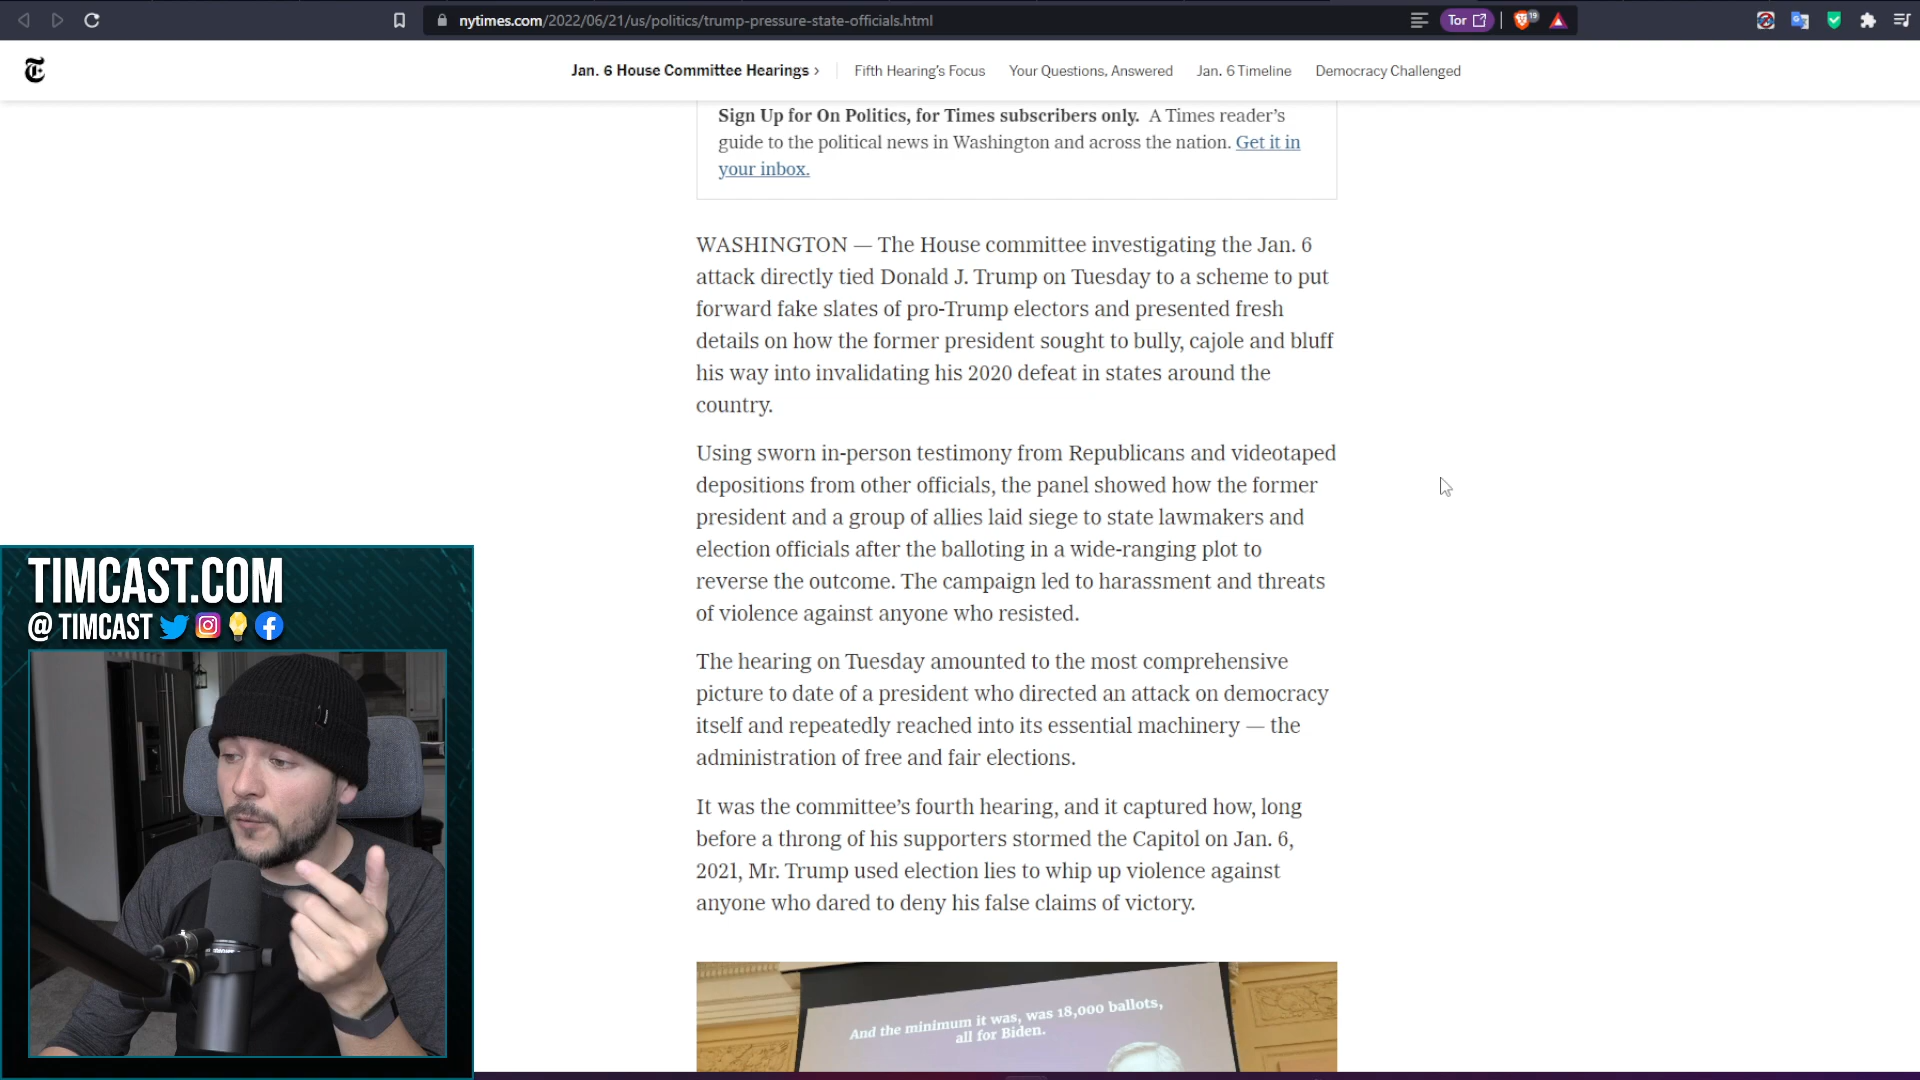 nytimes.com/2022/06/21/us/politics/trump-pressure-state-officials.html
Tor
19
Jan. 6 House Committee Hearings ›
Fifth Hearing's Focus
Your Questions, Answered
Jan. 6 Timeline
Democracy Challenged
Sign Up for On Politics, for Times subscribers only. A Times reader's
guide to the political news in Washington and across the nation. Get it in
your inbox.
WASHINGTON — The House committee investigating the Jan. 6
attack directly tied Donald J. Trump on Tuesday to a scheme to put
forward fake slates of pro-Trump electors and presented fresh
details on how the former president sought to bully, cajole and bluff
his way into invalidating his 2020 defeat in states around the
country.
Using sworn in-person testimony from Republicans and videotaped
depositions from other officials, the panel showed how the former
president and a group of allies laid siege to state lawmakers and
election officials after the balloting in a wide-ranging plot to
reverse the outcome. The campaign led to harassment and threats
of violence against anyone who resisted.
The hearing on Tuesday amounted to the most comprehensive
picture to date of a president who directed an attack on democracy
itself and repeatedly reached into its essential machinery — the
administration of free and fair elections.
It was the committee's fourth hearing, and it captured how, long
before a throng of his supporters stormed the Capitol on Jan. 6,
2021, Mr. Trump used election lies to whip up violence against
anyone who dared to deny his false claims of victory.
And the minimum it was, was 18,000 ballots,
all for Biden.
TIMCAST.COM
@ TIMCAST